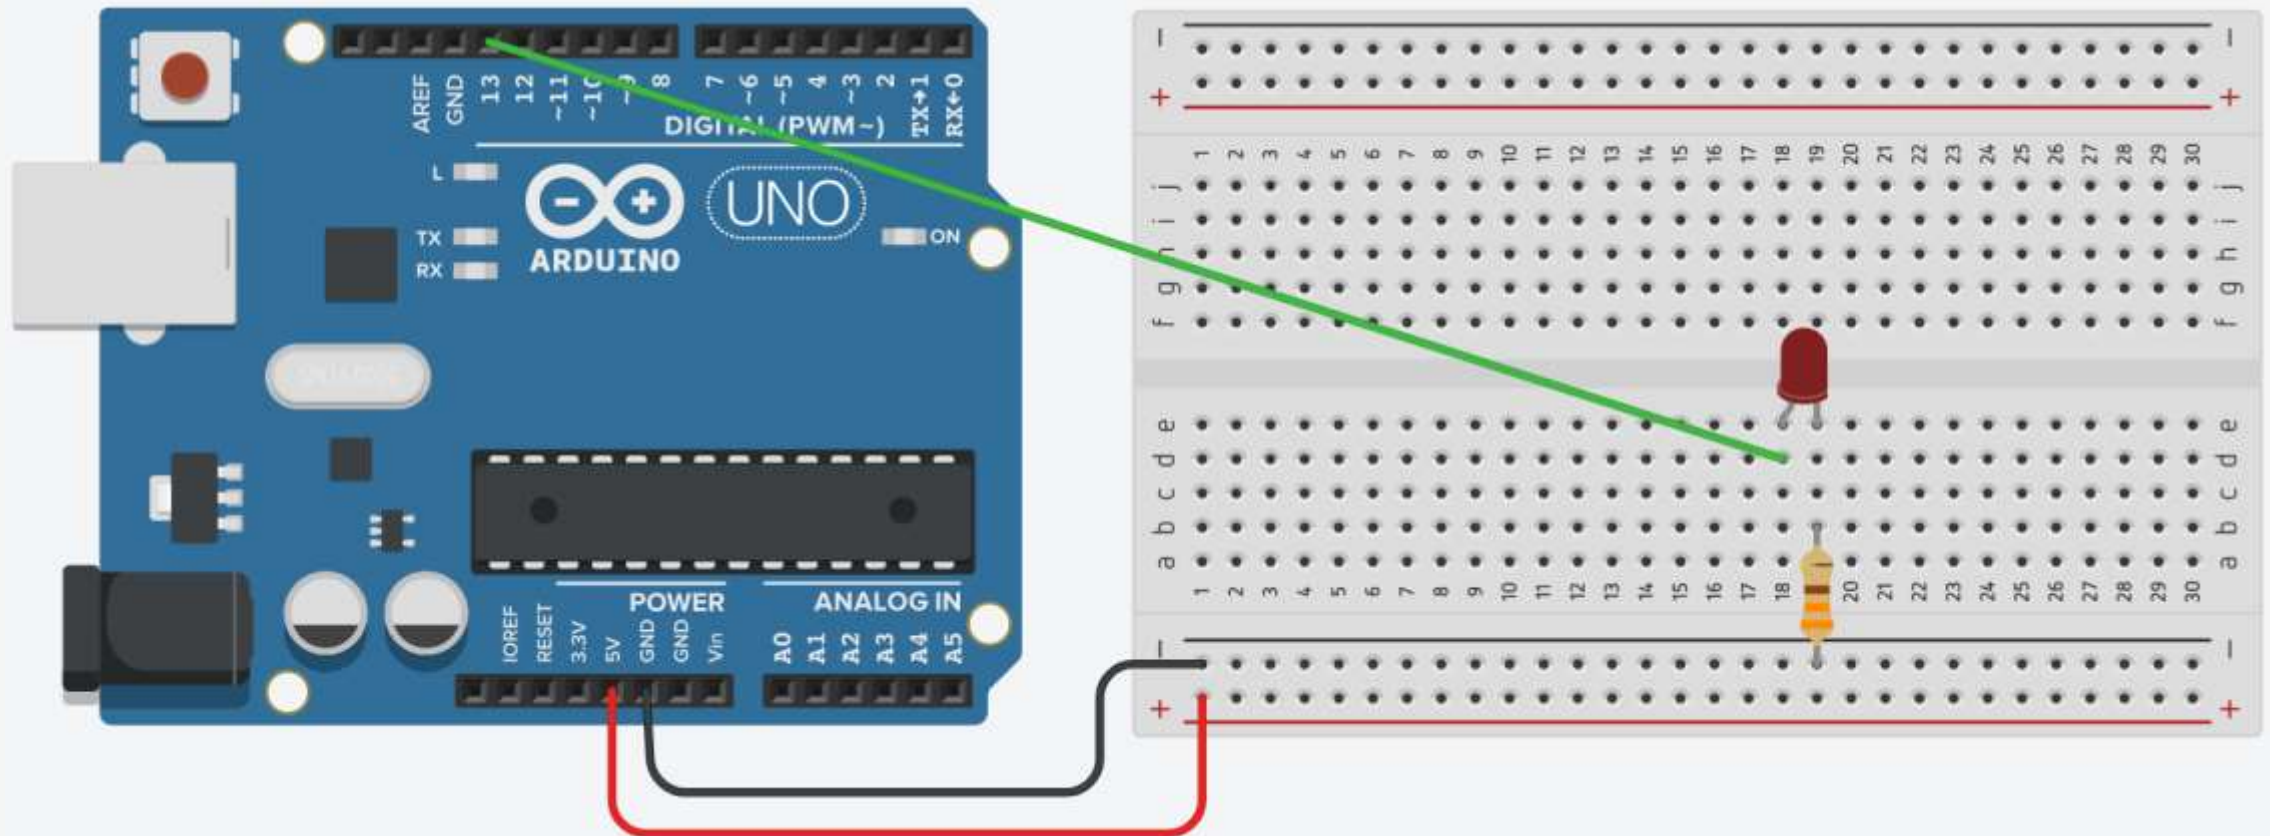 AREF GND 13 12 ~11 ~10 ~9 8 7 ~6 ~5 4 ~3 2 TX→1 RX←0
DIGITAL (PWM~)
L
TX
RX
UNO
ON
ARDUINO
POWER
ANALOG IN
IOREF RESET 3.3V 5V GND GND Vin A0 A1 A2 A3 A4 A5
− −
+ +
1 2 3 4 5 6 7 8 9 10 11 12 13 14 15 16 17 18 19 20 21 22 23 24 25 26 27 28 29 30
j j
i i
h h
g g
f f
e e
d d
c c
b b
a a
1 2 3 4 5 6 7 8 9 10 11 12 13 14 15 16 17 18 20 21 22 23 24 25 26 27 28 29 30
− −
+ +